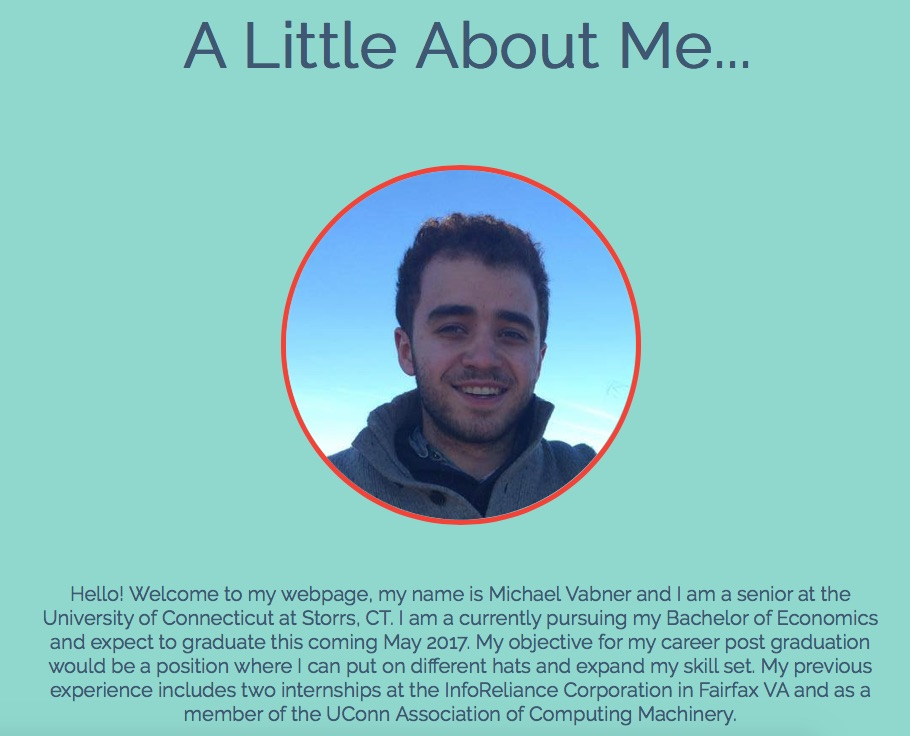 A Little About Me...
Hello! Welcome to my webpage, my name is Michael Vabner and I am a senior at the
University of Connecticut at Storrs, CT. I am a currently pursuing my Bachelor of Economics
and expect to graduate this coming May 2017. My objective for my career post graduation
would be a position where I can put on different hats and expand my skill set. My previous
experience includes two internships at the InfoReliance Corporation in Fairfax VA and as a
member of the UConn Association of Computing Machinery.